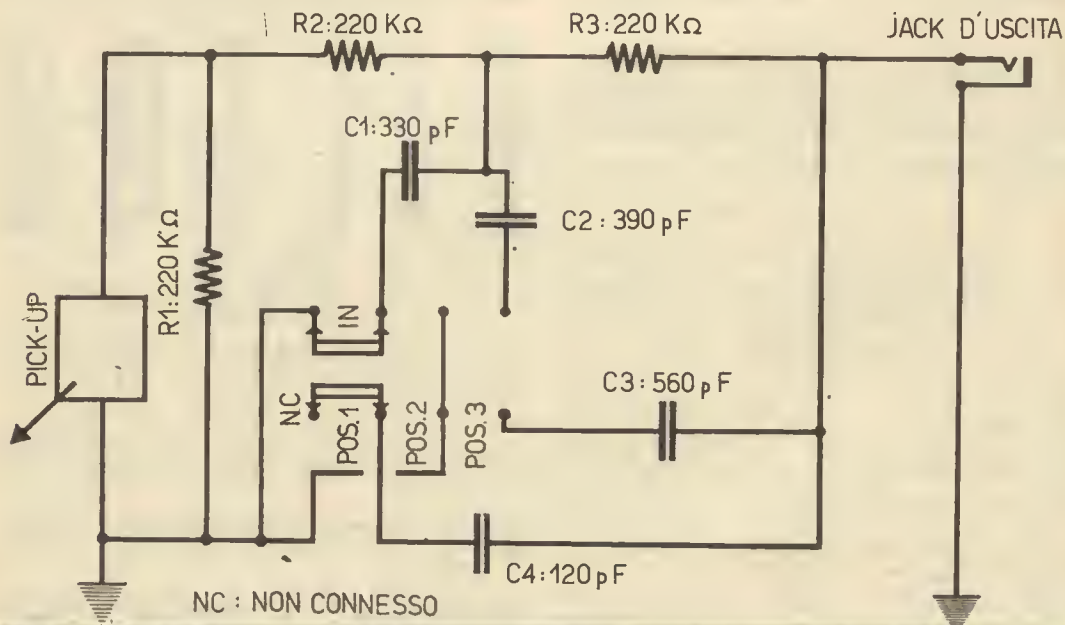 R2:220 KΩ
R3:220 KΩ
JACK D'USCITA
C1:330 pF
C2:390 pF
R1:220 KΩ
PICK-UP
IN
NC
POS.1
POS.2
POS.3
C3:560 pF
C4:120 pF
NC : NON CONNESSO